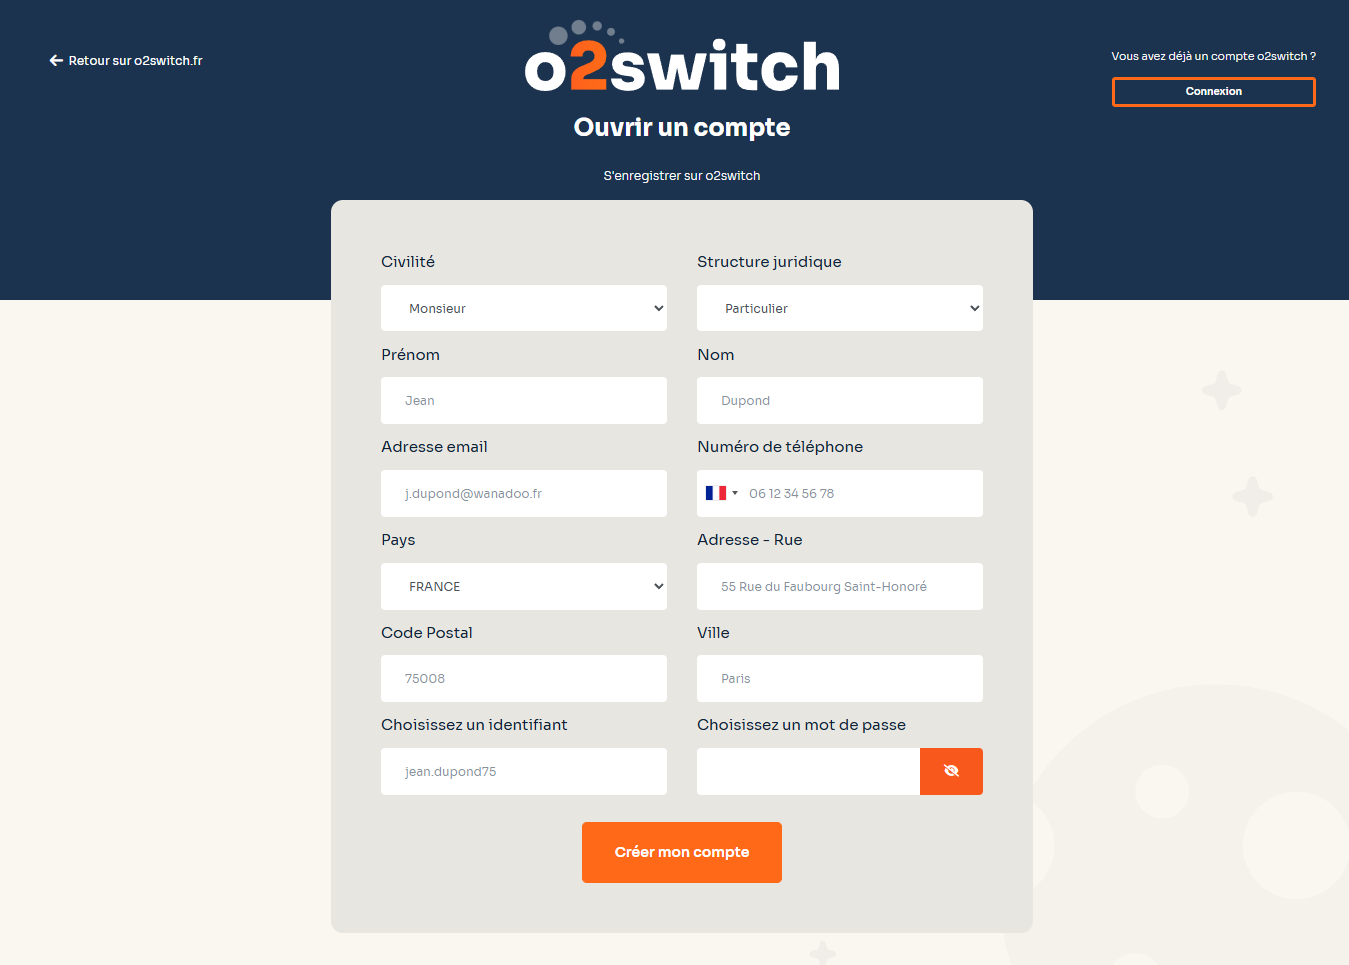 Retour sur o2switch.fr
o2switch
Vous avez déjà un compte o2switch ?
Connexion
Ouvrir un compte
S'enregistrer sur o2switch
Civilité
Structure juridique
Monsieur
Particulier
Prénom
Nom
Jean
Dupond
Adresse email
Numéro de téléphone
j.dupond@wanadoo.fr
06 12 34 56 78
Pays
Adresse - Rue
FRANCE
55 Rue du Faubourg Saint-Honoré
Code Postal
Ville
75008
Paris
Choisissez un identifiant
Choisissez un mot de passe
jean.dupond75
Créer mon compte